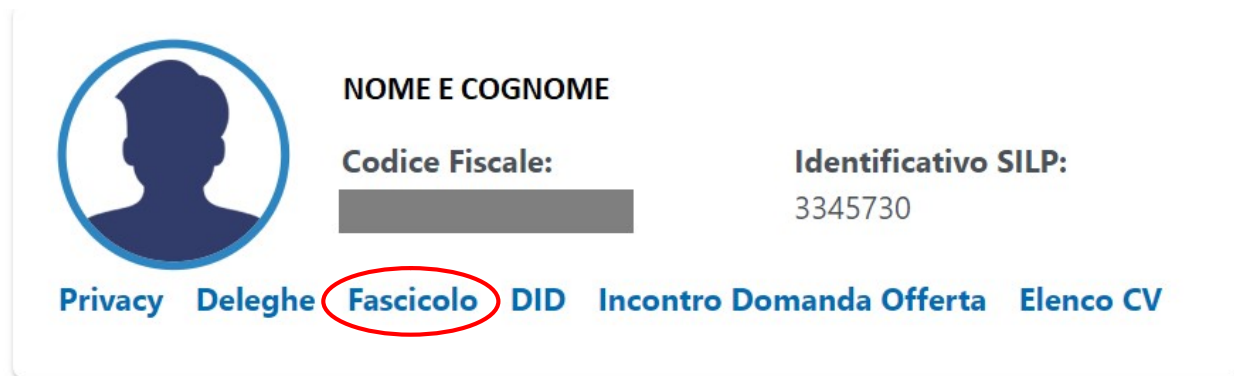 NOME E COGNOME
Codice Fiscale: Identificativo SILP:
3345730
Privacy Deleghe Fascicolo DID Incontro Domanda Offerta Elenco CV